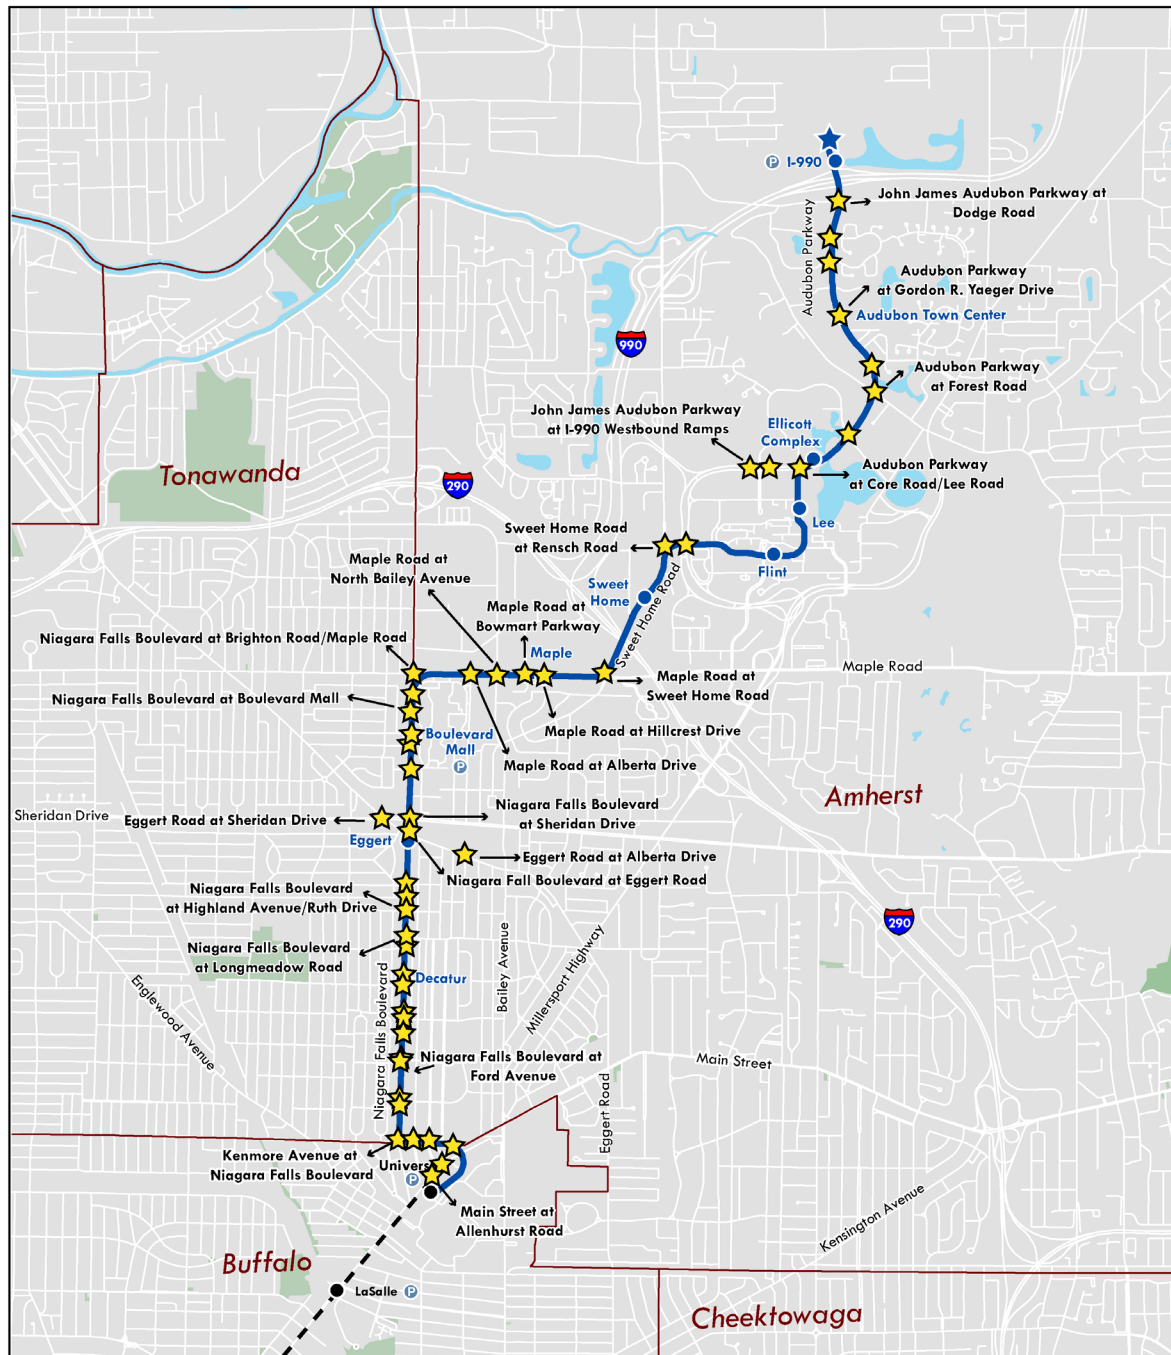 P I-990
John James Audubon Parkway at
Dodge Road
Audubon Parkway
Audubon Parkway
at Gordon R. Yaeger Drive
Audubon Town Center
990
Audubon Parkway
at Forest Road
John James Audubon Parkway
at I-990 Westbound Ramps
Ellicott
Complex
Audubon Parkway
at Core Road/Lee Road
Tonawanda
290
Lee
Sweet Home Road
at Rensch Road
Flint
Maple Road at
North Bailey Avenue
Sweet
Home
Sweet Home Road
Maple Road at
Bowmart Parkway
Niagara Falls Boulevard at Brighton Road/Maple Road
Maple
Maple Road
Maple Road at
Sweet Home Road
Niagara Falls Boulevard at Boulevard Mall
Maple Road at Hillcrest Drive
Boulevard
Mall
P
Maple Road at Alberta Drive
Amherst
Sheridan Drive
Eggert Road at Sheridan Drive
Niagara Falls Boulevard
at Sheridan Drive
Eggert
Eggert Road at Alberta Drive
Niagara Fall Boulevard at Eggert Road
Niagara Falls Boulevard
at Highland Avenue/Ruth Drive
290
Niagara Falls Boulevard
at Longmeadow Road
Bailey Avenue
Millersport Highway
Decatur
Englewood Avenue
Niagara Falls Boulevard
Niagara Falls Boulevard at
Ford Avenue
Main Street
Eggert Road
Kenmore Avenue at
Niagara Falls Boulevard
Univers
P
Main Street at
Allenhurst Road
Kensington Avenue
Buffalo
LaSalle P
Cheektowaga